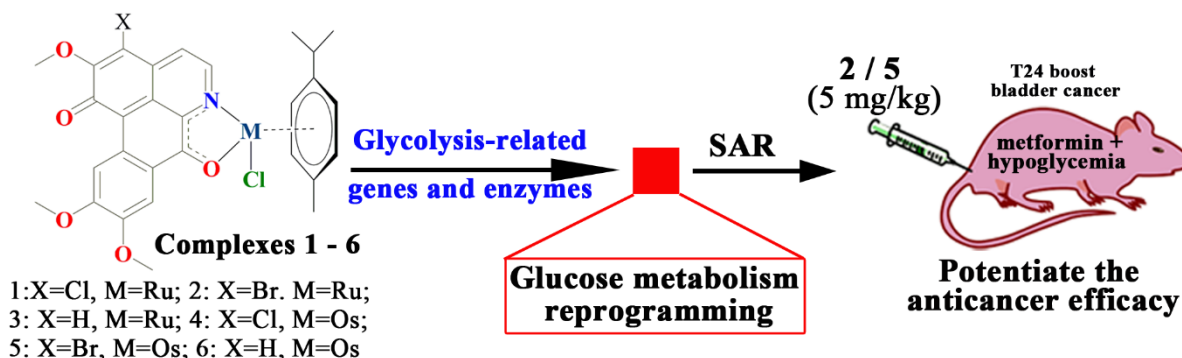 X
O
O
N
M
O
Cl
O
O
Complexes 1 - 6
1:X=Cl, M=Ru; 2: X=Br. M=Ru;
3: X=H, M=Ru; 4: X=Cl, M=Os;
5: X=Br, M=Os; 6: X=H, M=Os
Glycolysis-related
genes and enzymes
Glucose metabolism
reprogramming
SAR
2 / 5
(5 mg/kg)
T24 boost
bladder cancer
metformin +
hypoglycemia
Potentiate the
anticancer efficacy